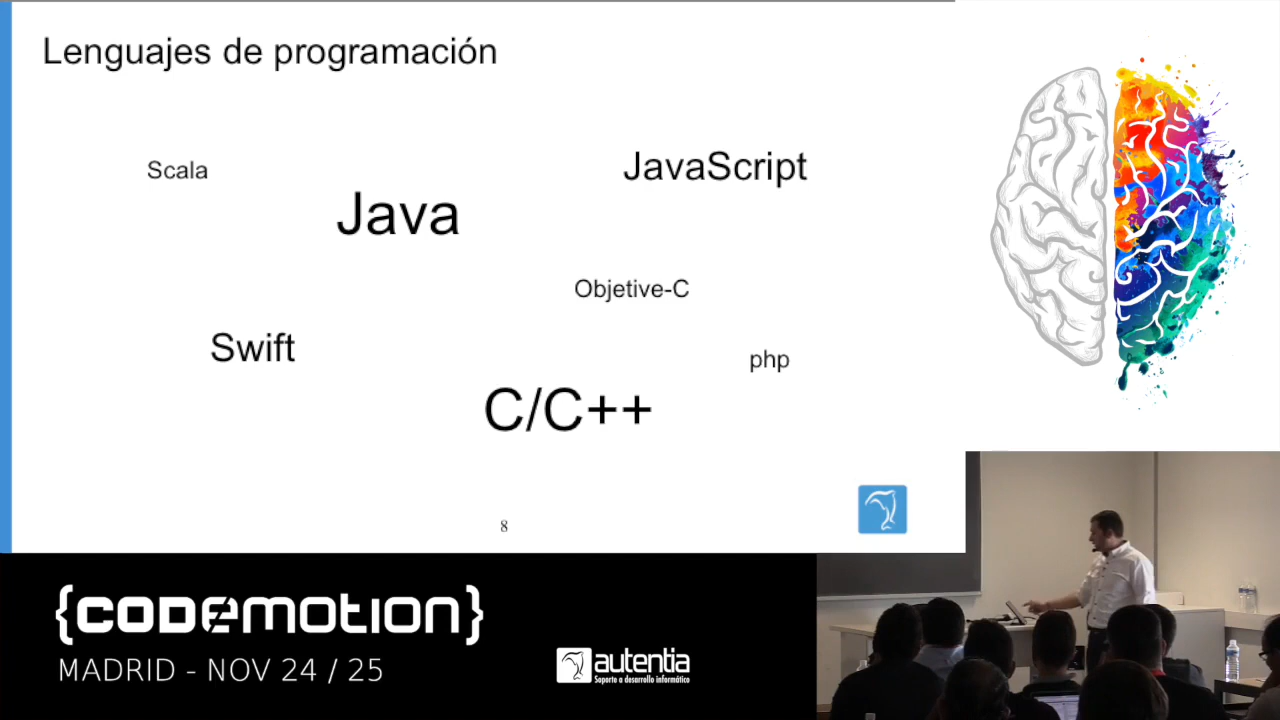 Lenguajes de programación
Scala
JavaScript
Java
Objetive-C
Swift
php
C/C++
8
{CODEMOTION}
MADRID - NOV 24 / 25
autentia
Soporte a desarrollo informático